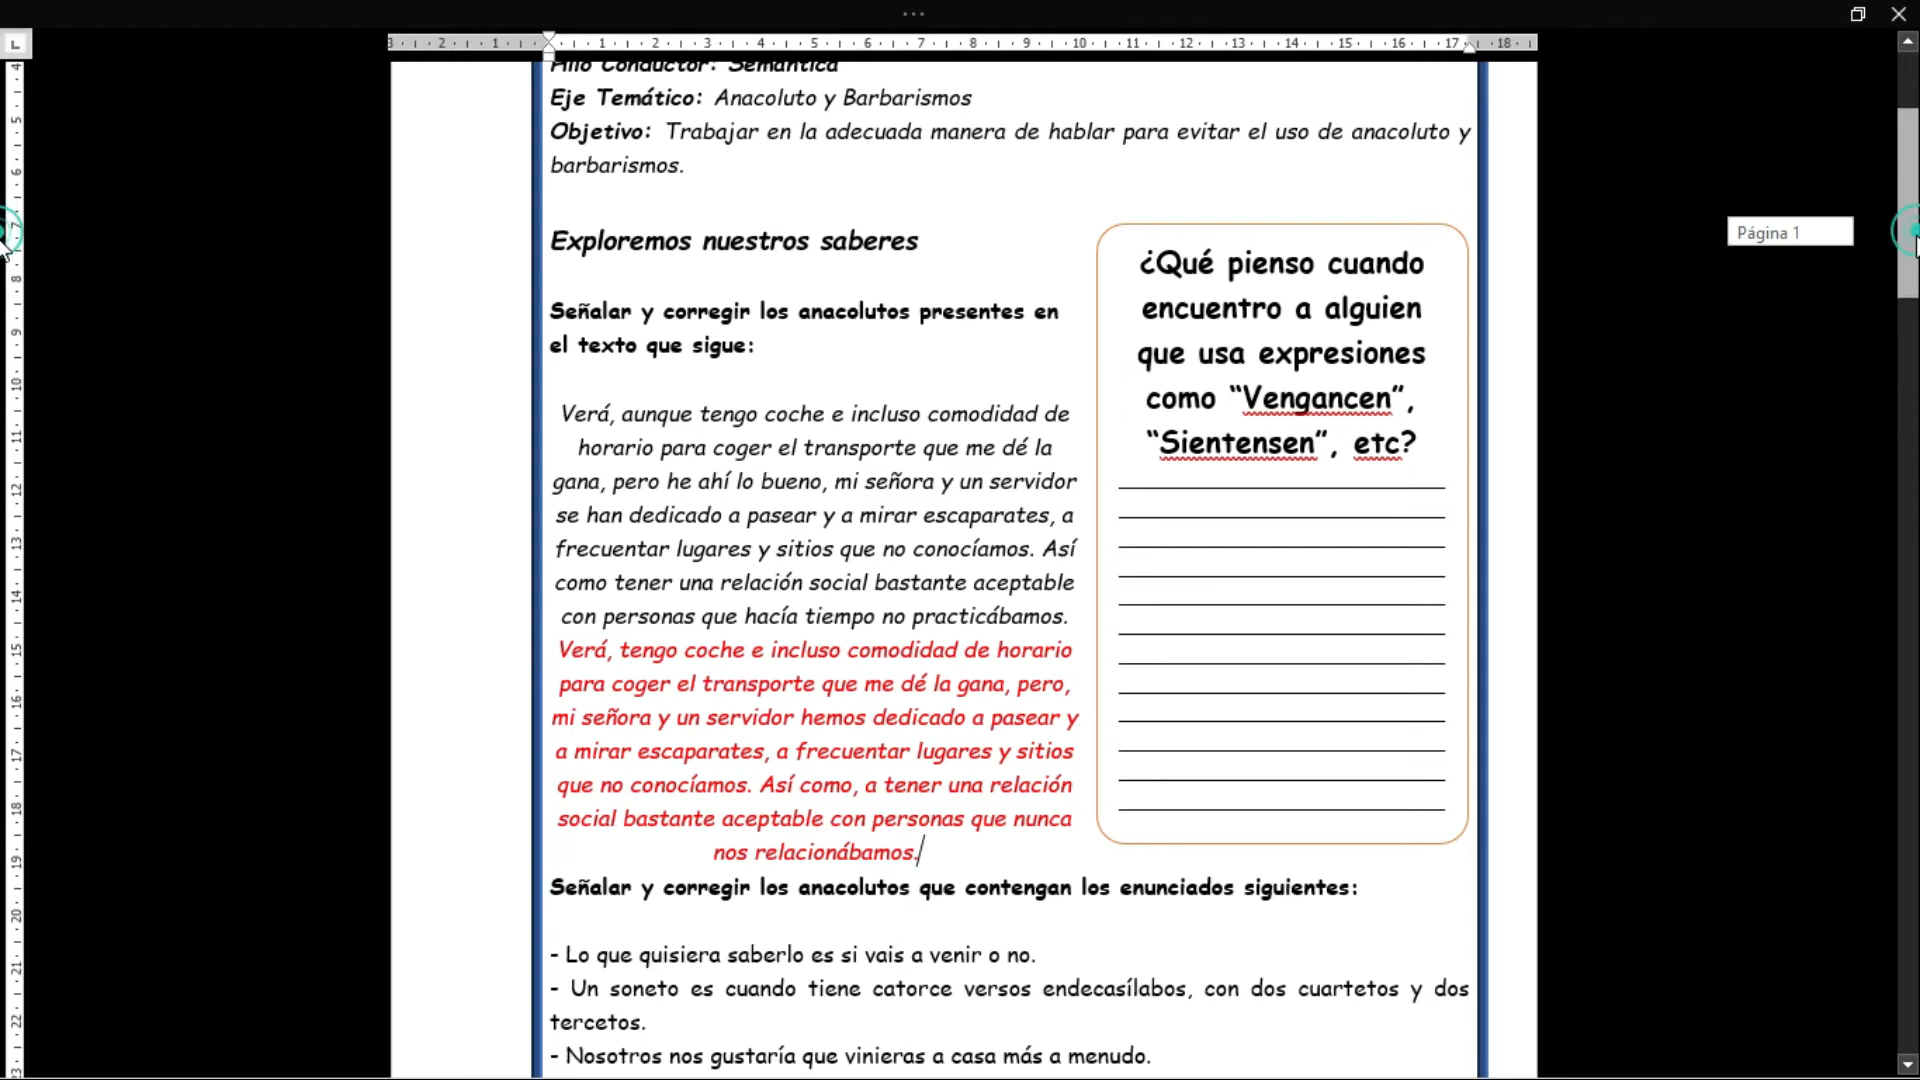 Hilo Conductor: Semántica
Eje Temático: Anacoluto y Barbarismos
Objetivo: Trabajar en la adecuada manera de hablar para evitar el uso de anacoluto y
barbarismos.
Exploremos nuestros saberes
Señalar y corregir los anacolutos presentes en
el texto que sigue:
Verá, aunque tengo coche e incluso comodidad de
horario para coger el transporte que me dé la
gana, pero he ahí lo bueno, mi señora y un servidor
se han dedicado a pasear y a mirar escaparates, a
frecuentar lugares y sitios que no conocíamos. Así
como tener una relación social bastante aceptable
con personas que hacía tiempo no practicábamos.
Verá, tengo coche e incluso comodidad de horario
para coger el transporte que me dé la gana, pero,
mi señora y un servidor hemos dedicado a pasear y
a mirar escaparates, a frecuentar lugares y sitios
que no conocíamos. Así como, a tener una relación
social bastante aceptable con personas que nunca
nos relacionábamos.
¿Qué pienso cuando
encuentro a alguien
que usa expresiones
como “Vengancen”,
“Sientensen”, etc?
Señalar y corregir los anacolutos que contengan los enunciados siguientes:
- Lo que quisiera saberlo es si vais a venir o no.
- Un soneto es cuando tiene catorce versos endecasílabos, con dos cuartetos y dos
tercetos.
- Nosotros nos gustaría que vinieras a casa más a menudo.
Página 1